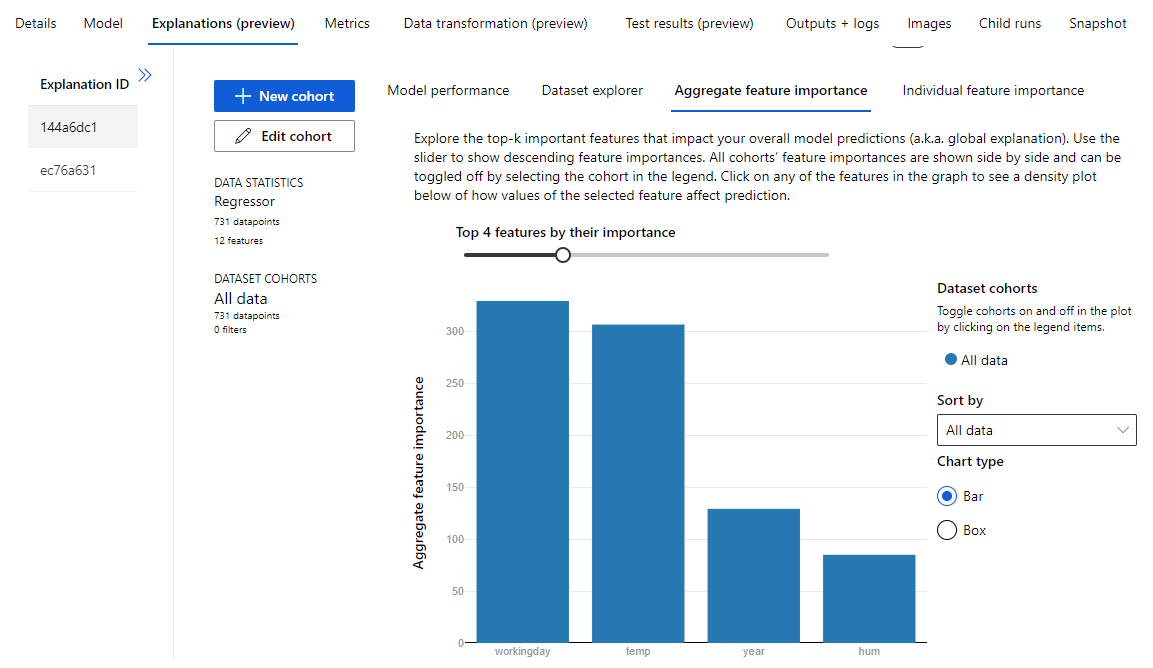 Details Model Explanations (preview) Metrics Data transformation (preview) Test results (preview) Outputs + logs Images Child runs Snapshot
Explanation ID
144a6dc1
ec76a631
New cohort
Edit cohort
DATA STATISTICS
Regressor
731 datapoints
12 features
DATASET COHORTS
All data
731 datapoints
0 filters
Model performance Dataset explorer Aggregate feature importance Individual feature importance
Explore the top-k important features that impact your overall model predictions (a.k.a. global explanation). Use the
slider to show descending feature importances. All cohorts' feature importances are shown side by side and can be
toggled off by selecting the cohort in the legend. Click on any of the features in the graph to see a density plot
below of how values of the selected feature affect prediction.
Top 4 features by their importance
Aggregate feature importance
300
250
200
150
100
50
0
workingday temp year hum
Dataset cohorts
Toggle cohorts on and off in the plot
by clicking on the legend items.
All data
Sort by
All data
Chart type
Bar
Box